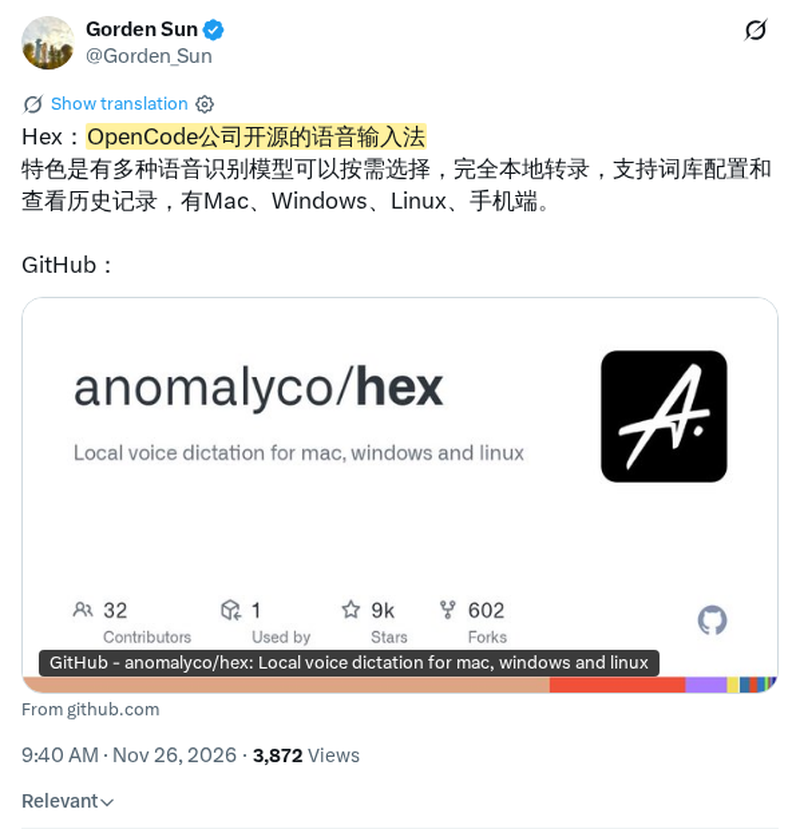 Gorden Sun
@Gorden_Sun
Show translation
Hex：OpenCode公司开源的语音输入法
特色是有多种语音识别模型可以按需选择，完全本地转录，支持词库配置和
查看历史记录，有Mac、Windows、Linux、手机端。
GitHub：
anomalyco/hex
A.
Local voice dictation for mac, windows and linux
32 1 9k 602
Contributors Used by Stars Forks
GitHub - anomalyco/hex: Local voice dictation for mac, windows and linux
From github.com
9:40 AM · Nov 26, 2026 · 3,872 Views
Relevant